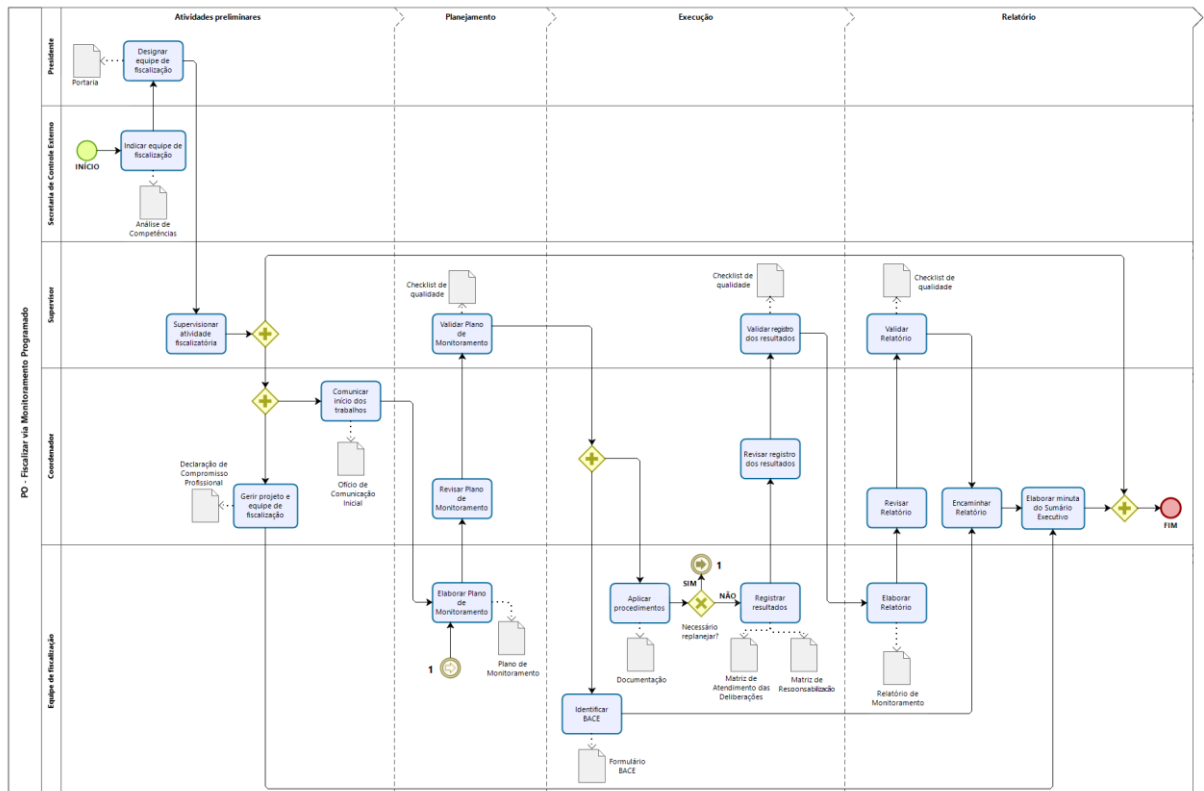 PO - Fiscalizar via Monitoramento Programado
Atividades preliminares
Planejamento
Execução
Relatório
Presidente
Portaria
Designar
equipe de
fiscalização
Secretaria de Controle Externo
INÍCIO
Indicar equipe de
fiscalização
Análise de
Competências
Supervisor
Supervisionar
atividade
fiscalizatória
Checklist de
qualidade
Validar Plano
de
Monitoramento
Checklist de
qualidade
Validar registro
dos resultados
Checklist de
qualidade
Validar
Relatório
Coordenador
Comunicar
início dos
trabalhos
Ofício de
Comunicação
Inicial
Declaração de
Compromisso
Profissional
Gerir projeto e
equipe de
fiscalização
Revisar Plano
de
Monitoramento
Revisar registro
dos resultados
Revisar
Relatório
Encaminhar
Relatório
Elaborar minuta
do Sumário
Executivo
FIM
Equipe de fiscalização
Elaborar Plano
de
Monitoramento
1
Plano de
Monitoramento
Aplicar
procedimentos
Documentação
SIM
1
NÃO
Necessário
replanejar?
Registrar
resultados
Matriz de
Atendimento das
Deliberações
Matriz de
Responsabilização
Elaborar
Relatório
Relatório de
Monitoramento
Identificar
BACE
Formulário
BACE